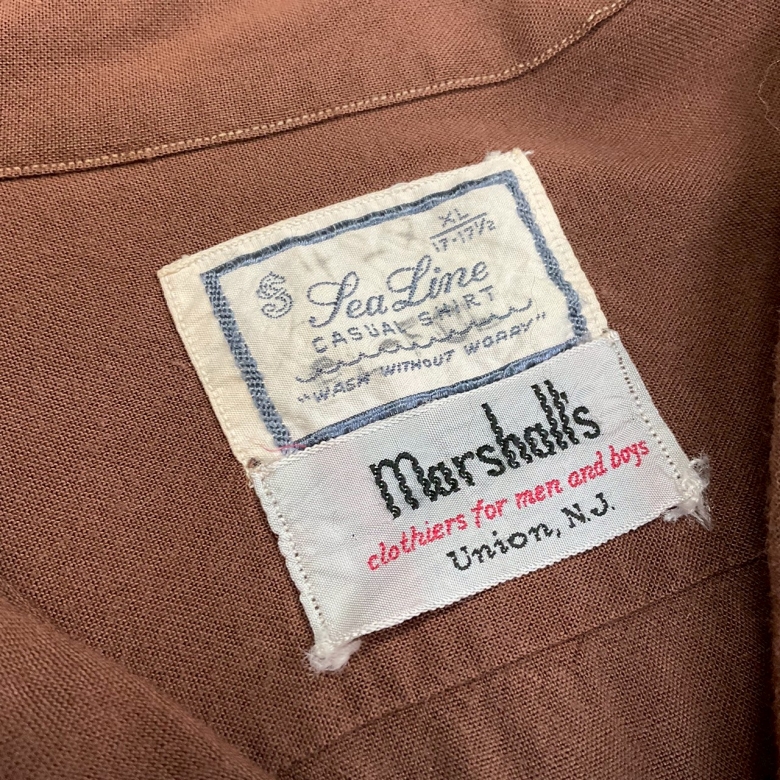 XL
17-17½
S Sea Line
CASUAL SHIRT
"WASH WITHOUT WORRY"
Marshall's
clothiers for men and boys
Union, N.J.